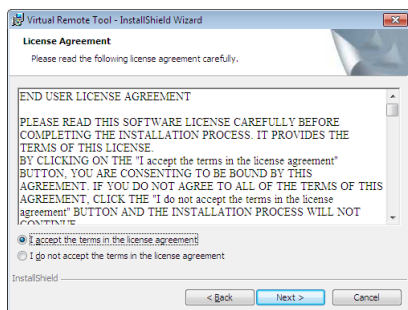 Virtual Remote Tool - InstallShield Wizard
License Agreement
Please read the following license agreement carefully.
END USER LICENSE AGREEMENT
PLEASE READ THIS SOFTWARE LICENSE CAREFULLY BEFORE
COMPLETING THE INSTALLATION PROCESS. IT PROVIDES THE
TERMS OF THIS LICENSE.
BY CLICKING ON THE "I accept the terms in the license agreement"
BUTTON, YOU ARE CONSENTING TO BE BOUND BY THIS
AGREEMENT. IF YOU DO NOT AGREE TO ALL OF THE TERMS OF THIS
AGREEMENT, CLICK THE "I do not accept the terms in the license
agreement" BUTTON AND THE INSTALLATION PROCESS WILL NOT
CONTINUE.
I accept the terms in the license agreement
I do not accept the terms in the license agreement
InstallShield
< Back
Next >
Cancel